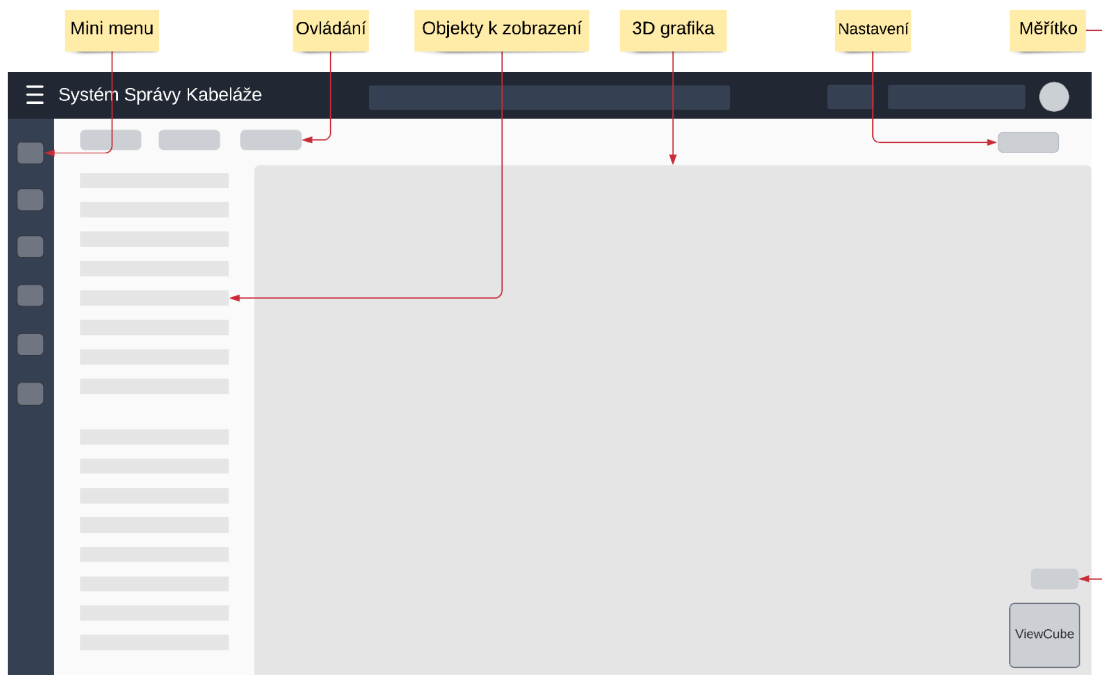 Mini menu
Ovládání
Objekty k zobrazení
3D grafika
Nastavení
Měřítko
Systém Správy Kabeláže
ViewCube